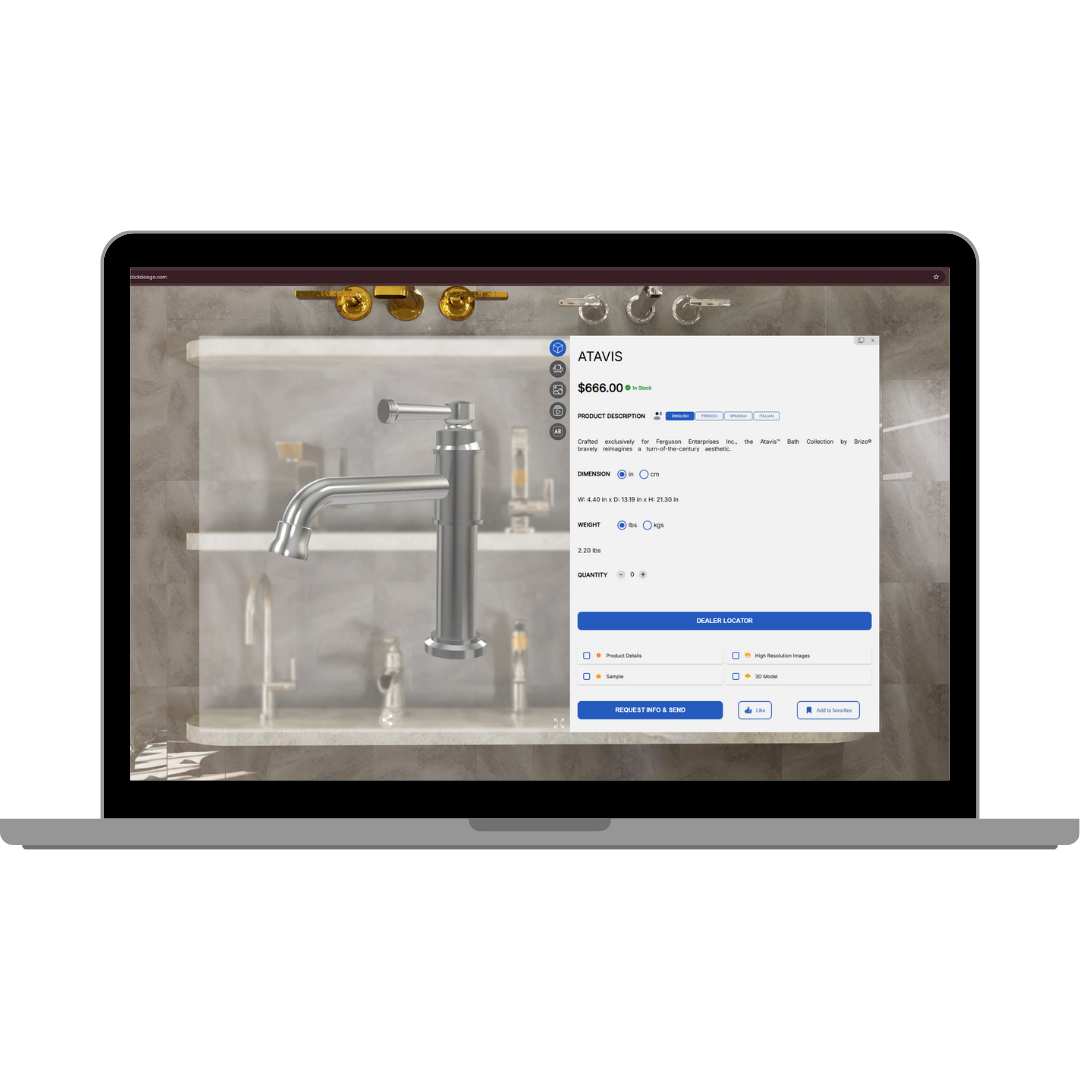 clickdesign.com
ATAVIS
$666.00 In Stock
PRODUCT DESCRIPTION ENGLISH FRENCH SPANISH ITALIAN
Crafted exclusively for Ferguson Enterprises Inc., the Atavis™ Bath Collection by Brizo®
bravely reimagines a turn-of-the-century aesthetic.
AR
DIMENSION in cm
W: 4.40 in x D: 13.19 in x H: 21.30 in
WEIGHT lbs kgs
2.20 lbs
QUANTITY - 0 +
DEALER LOCATOR
Product Details High Resolution Images
Sample 3D Model
REQUEST INFO & SEND Like Add to favorites